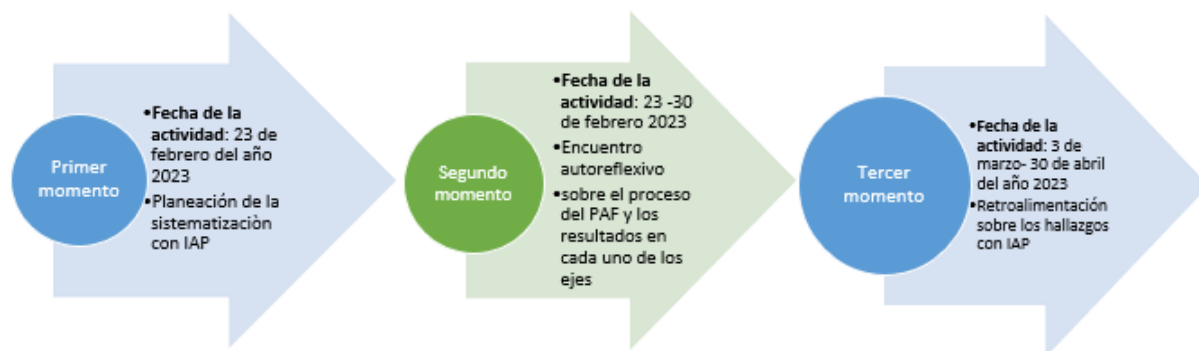 Primer
momento
•Fecha de la
actividad: 23 de
febrero del año
2023
•Planeación de la
sistematizaciòn
con IAP
Segundo
momento
•Fecha de la
actividad: 23 -30
de febrero 2023
•Encuentro
autoreflexivo
•sobre el proceso
del PAF y los
resultados en
cada uno de los
ejes
Tercer
momento
•Fecha de la
actividad: 3 de
marzo- 30 de abril
del año 2023
•Retroalimentación
sobre los hallazgos
con IAP